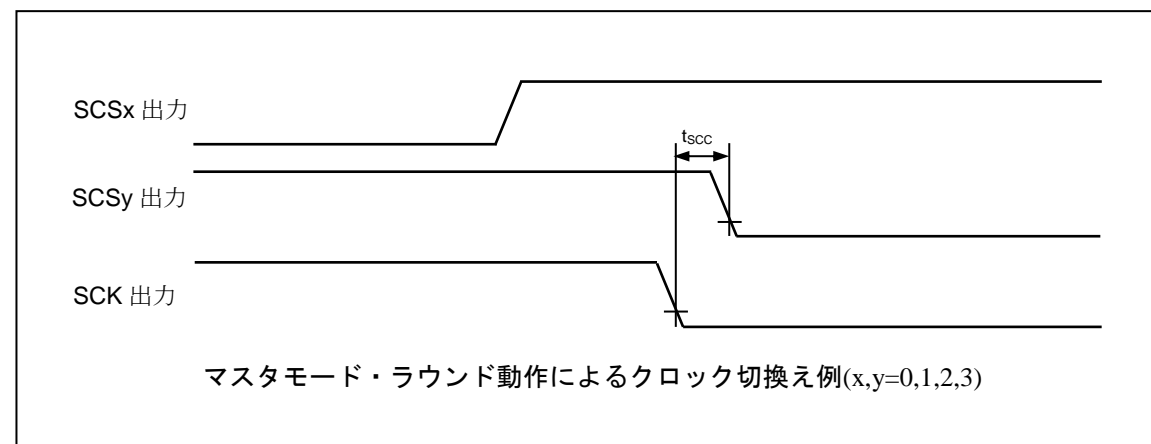 SCSx 出力
tSCC
SCSy 出力
SCK 出力
マスタモード・ラウンド動作によるクロック切換え例(x,y=0,1,2,3)